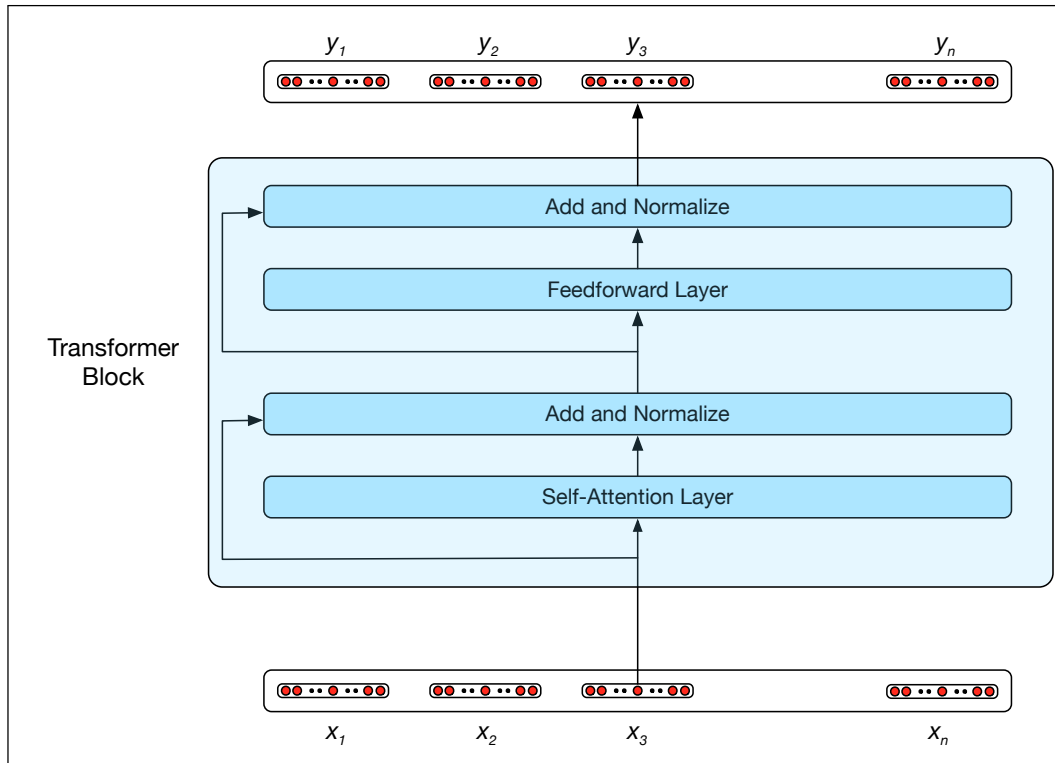 y1 y2 y3 yn
Add and Normalize
Feedforward Layer
Transformer
Block
Add and Normalize
Self-Attention Layer
x1 x2 x3 xn